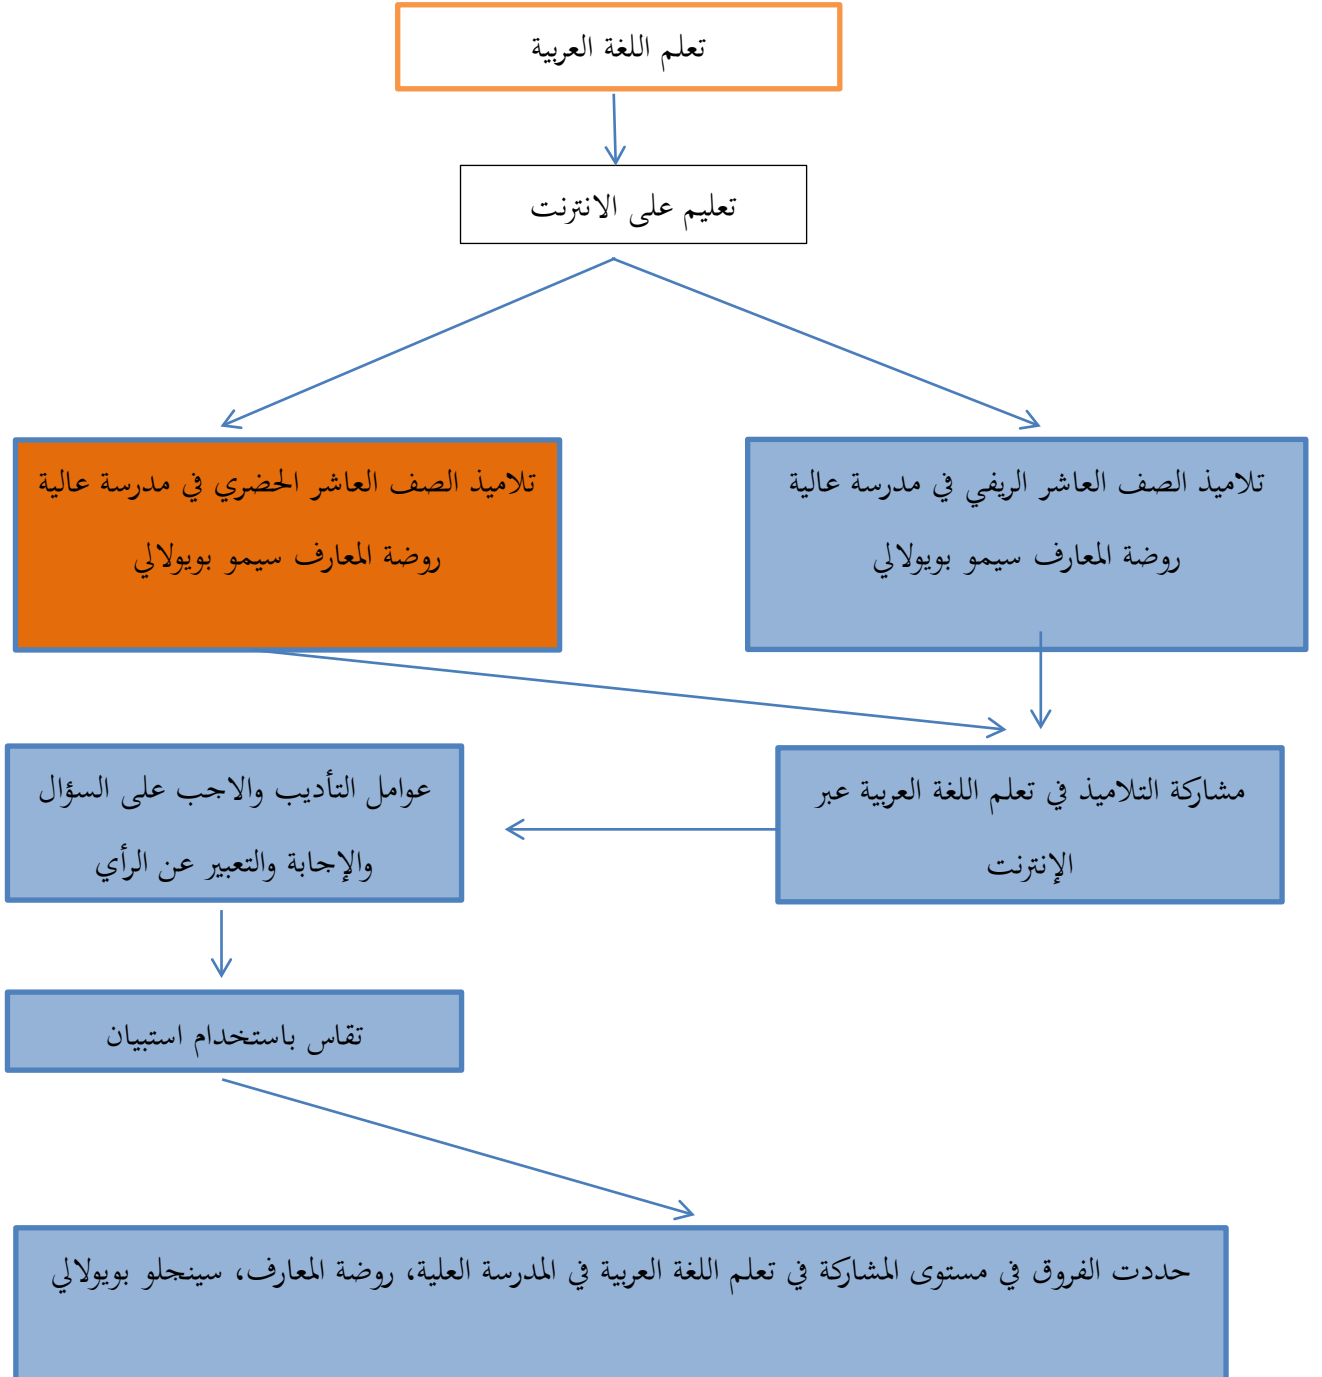 تعلم اللغة العربية
تعليم على الانترنت
تلاميذ الصف العاشر الريفي في مدرسة عالية
روضة المعارف سيمو بويولالي
تلاميذ الصف العاشر الحضري في مدرسة عالية
روضة المعارف سيمو بويولالي
مشاركة التلاميذ في تعلم اللغة العربية عبر
الإنترنت
عوامل التأديب والاجب على السؤال
والإجابة والتعبير عن الرأي
تقاس باستخدام استبيان
حددت الفروق في مستوى المشاركة في تعلم اللغة العربية في المدرسة العلية، روضة المعارف، سينجلو بويولالي